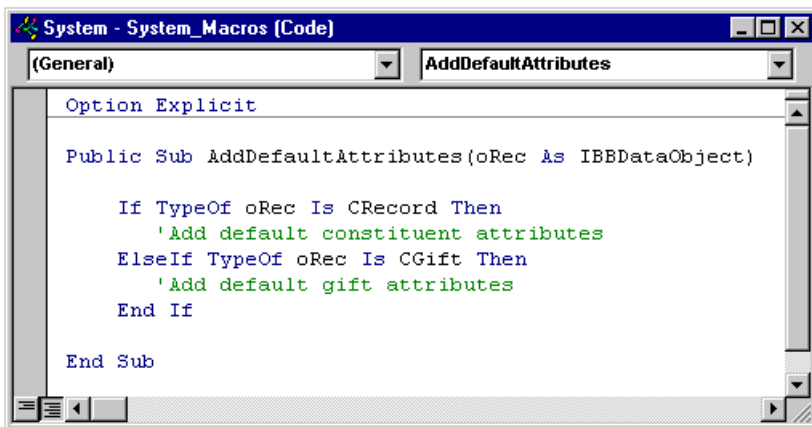 System - System_Macros (Code)
(General) AddDefaultAttributes
Option Explicit
Public Sub AddDefaultAttributes(oRec As IBBDataObject)
If TypeOf oRec Is CRecord Then
'Add default constituent attributes
ElseIf TypeOf oRec Is CGift Then
'Add default gift attributes
End If
End Sub